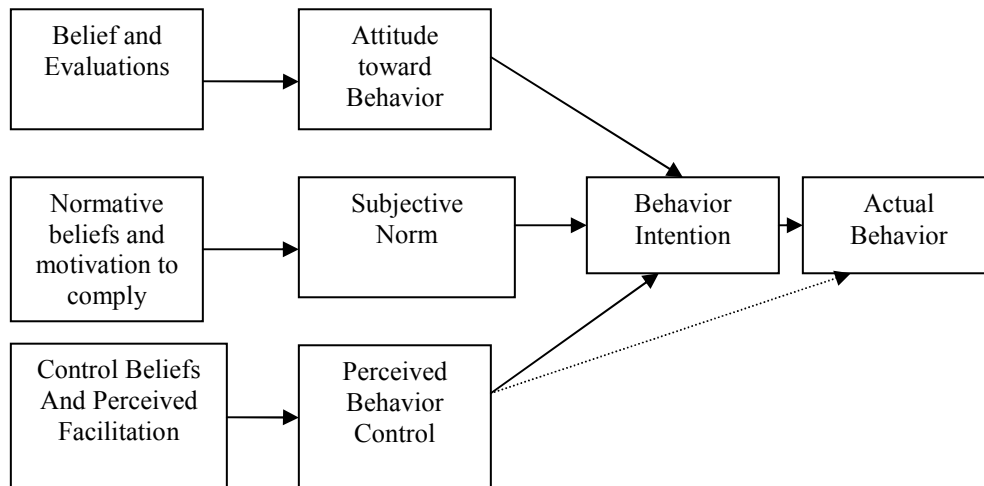 Belief and
Evaluations
Attitude
toward
Behavior
Normative
beliefs and
motivation to
comply
Subjective
Norm
Behavior
Intention
Actual
Behavior
Control Beliefs
And Perceived
Facilitation
Perceived
Behavior
Control